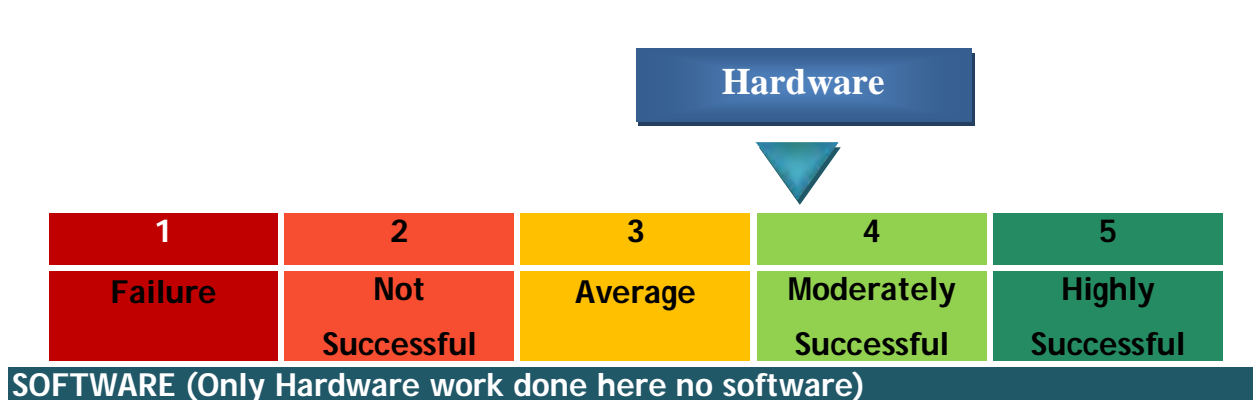 Hardware
1 2 3 4 5
Failure Not Average Moderately Highly
Successful Successful Successful
SOFTWARE (Only Hardware work done here no software)